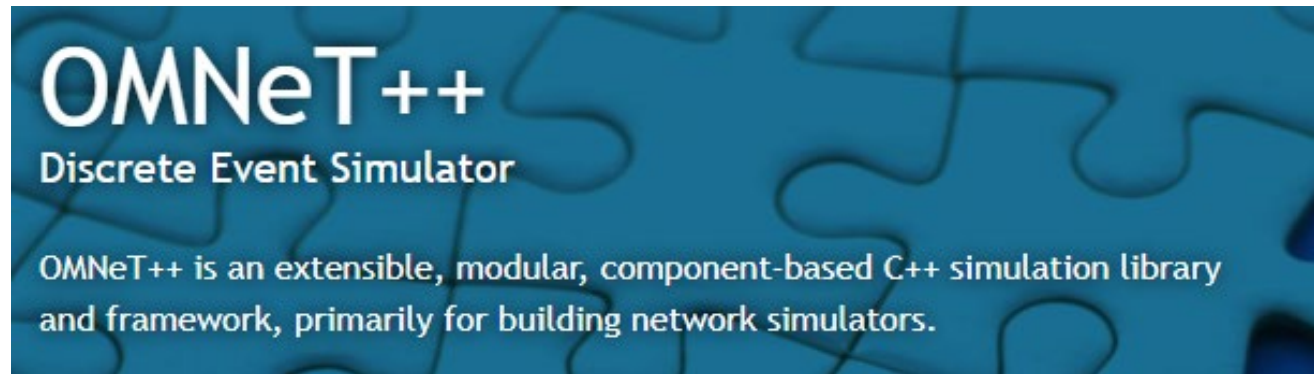 OMNeT++
Discrete Event Simulator
OMNeT++ is an extensible, modular, component-based C++ simulation library
and framework, primarily for building network simulators.